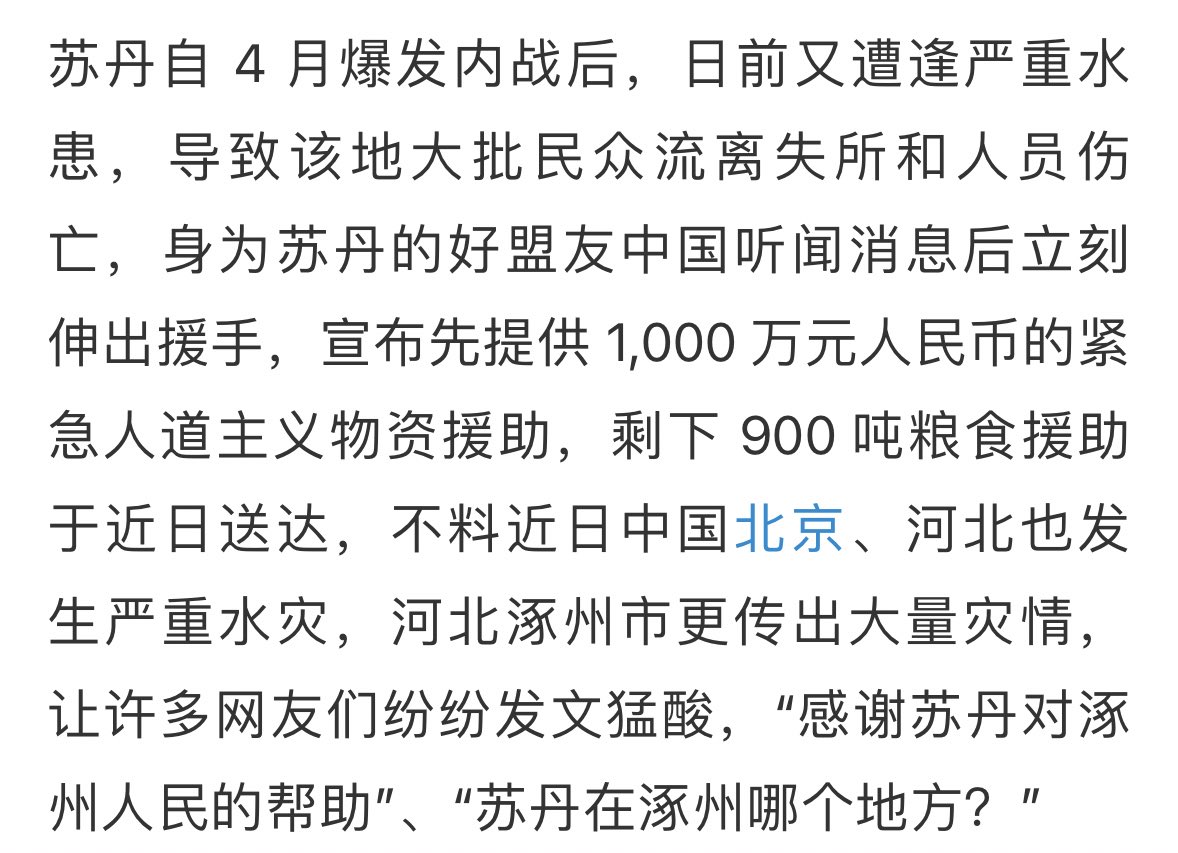 苏丹自 4 月爆发内战后，日前又遭逢严重水
患，导致该地大批民众流离失所和人员伤
亡，身为苏丹的好盟友中国听闻消息后立刻
伸出援手，宣布先提供 1,000 万元人民币的紧
急人道主义物资援助，剩下 900 吨粮食援助
于近日送达，不料近日中国北京、河北也发
生严重水灾，河北涿州市更传出大量灾情，
让许多网友们纷纷发文猛酸，“感谢苏丹对涿
州人民的帮助”、“苏丹在涿州哪个地方？”